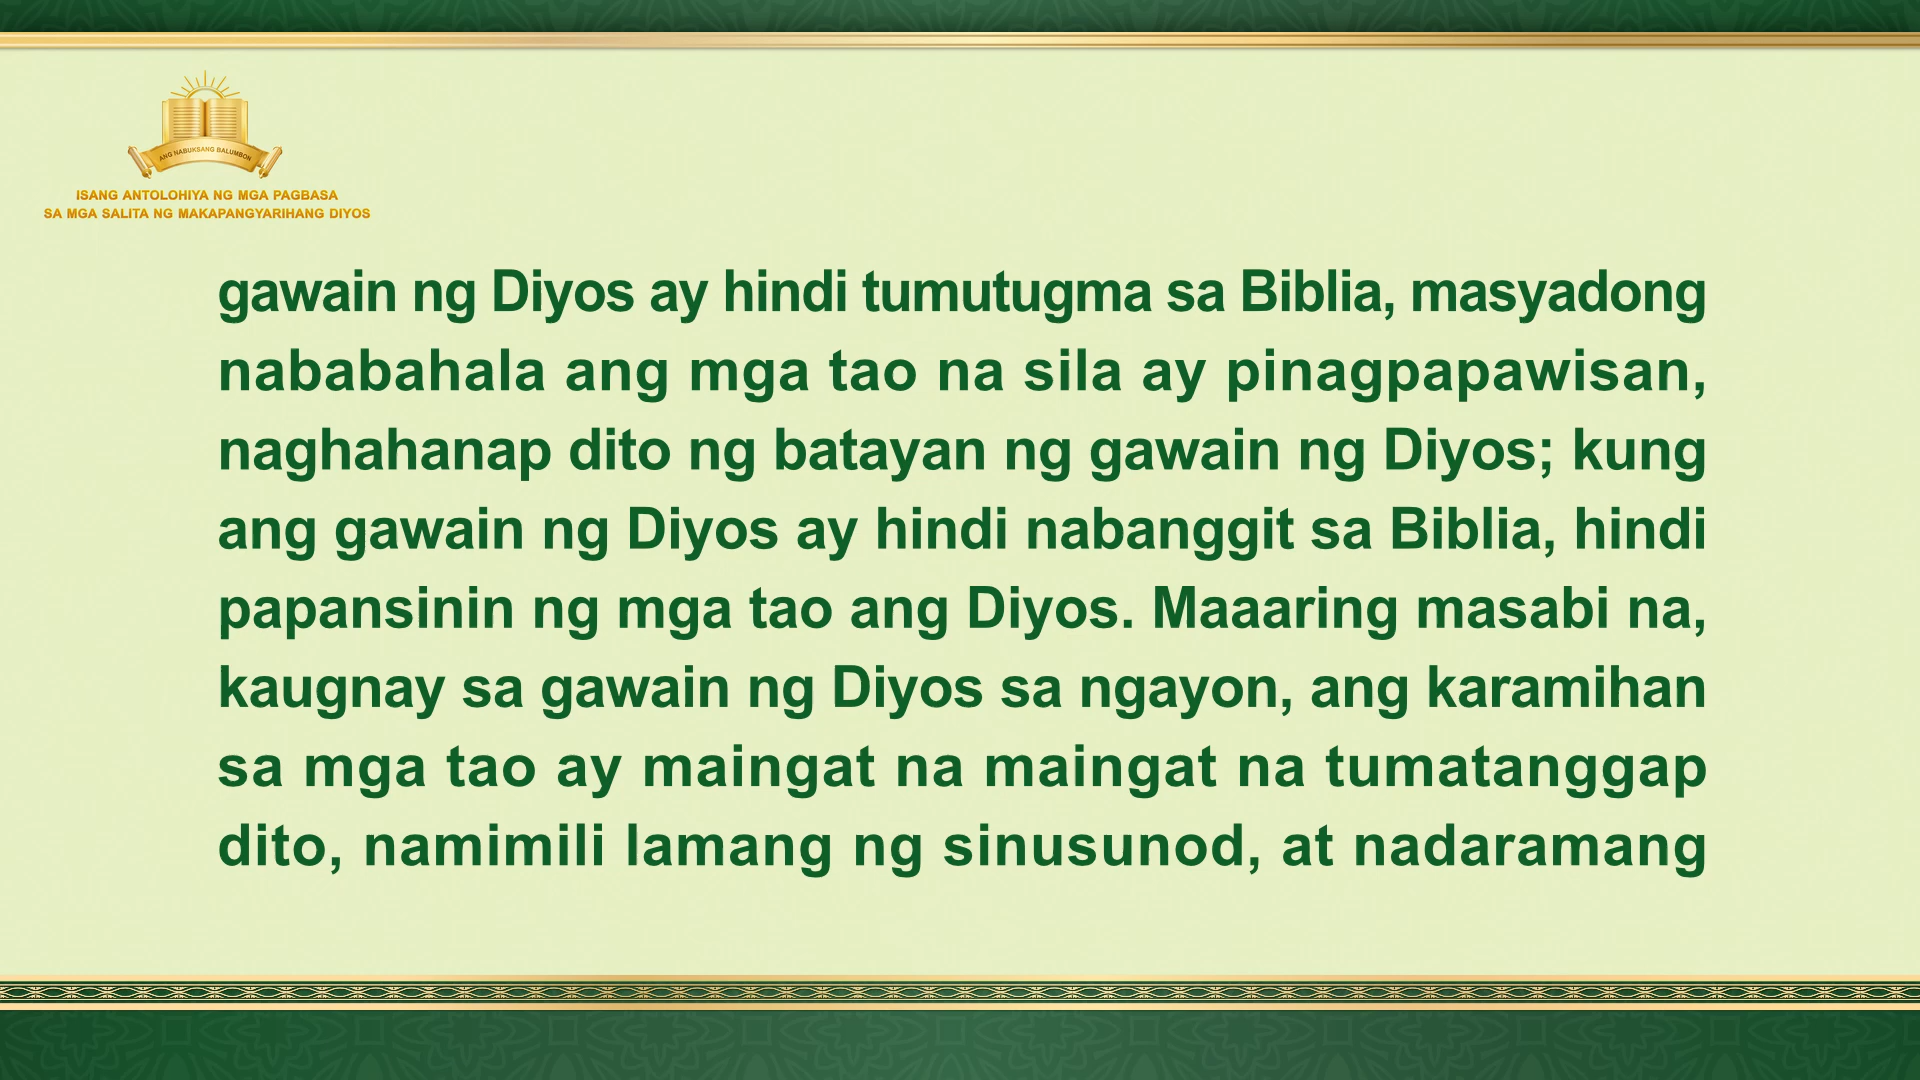 ANG NABUKSANG BALUMBON
ISANG ANTOLOHIYA NG MGA PAGBASA
SA MGA SALITA NG MAKAPANGYARIHANG DIYOS
gawain ng Diyos ay hindi tumutugma sa Biblia, masyadong
nababahala ang mga tao na sila ay pinagpapawisan,
naghahanap dito ng batayan ng gawain ng Diyos; kung
ang gawain ng Diyos ay hindi nabanggit sa Biblia, hindi
papansinin ng mga tao ang Diyos. Maaaring masabi na,
kaugnay sa gawain ng Diyos sa ngayon, ang karamihan
sa mga tao ay maingat na maingat na tumatanggap
dito, namimili lamang ng sinusunod, at nadaramang